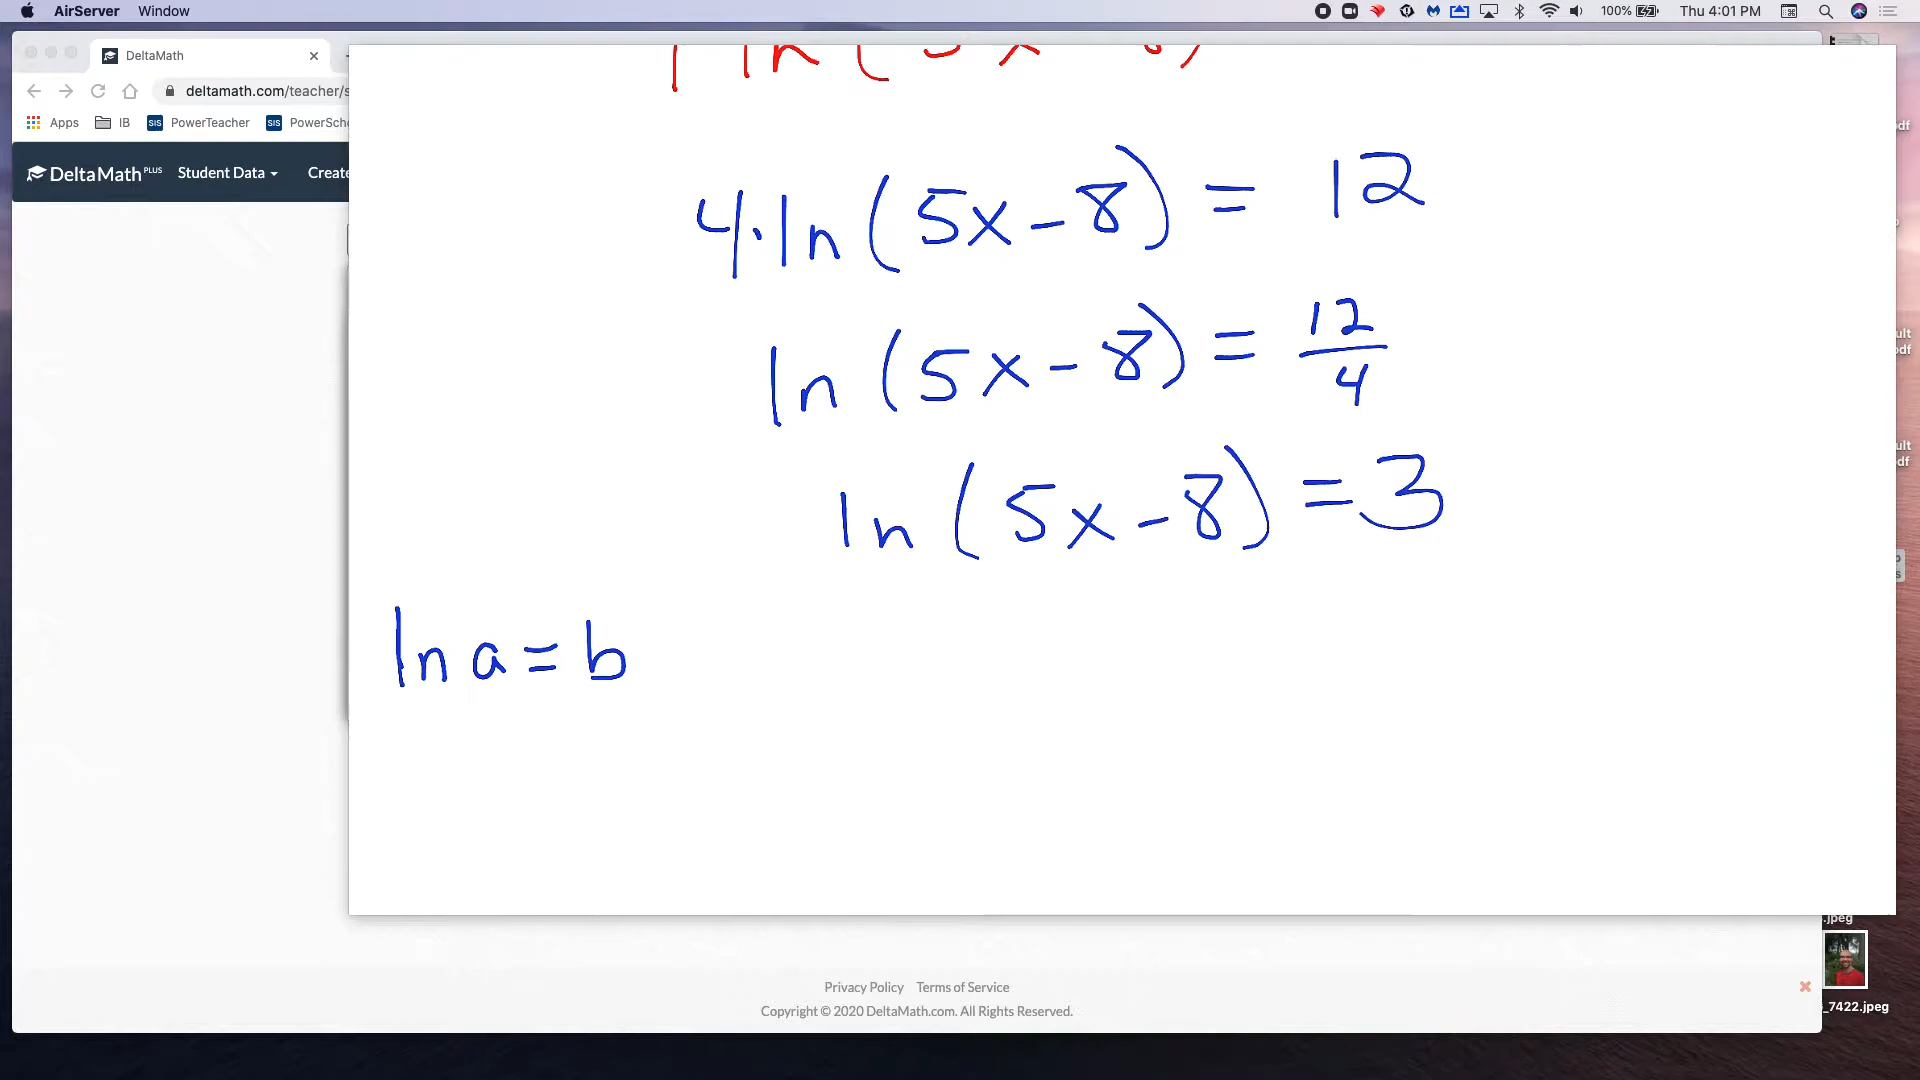 AirServer Window 100% Thu 4:01 PM
DeltaMath
deltamath.com/teacher/s
Apps IB SIS PowerTeacher SIS PowerSch
DeltaMath PLUS Student Data Create
4·ln(5x-8) = 12
ln(5x-8) = 12/4
ln(5x-8) = 3
ln a = b
.jpeg
Privacy Policy Terms of Service
_7422.jpeg
Copyright © 2020 DeltaMath.com. All Rights Reserved.